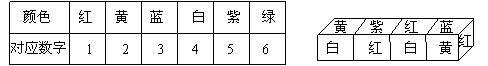 颜色 红 黄 蓝 白 紫 绿
对应数字 1 2 3 4 5 6
黄 紫 红 蓝
白 红 白 黄 红